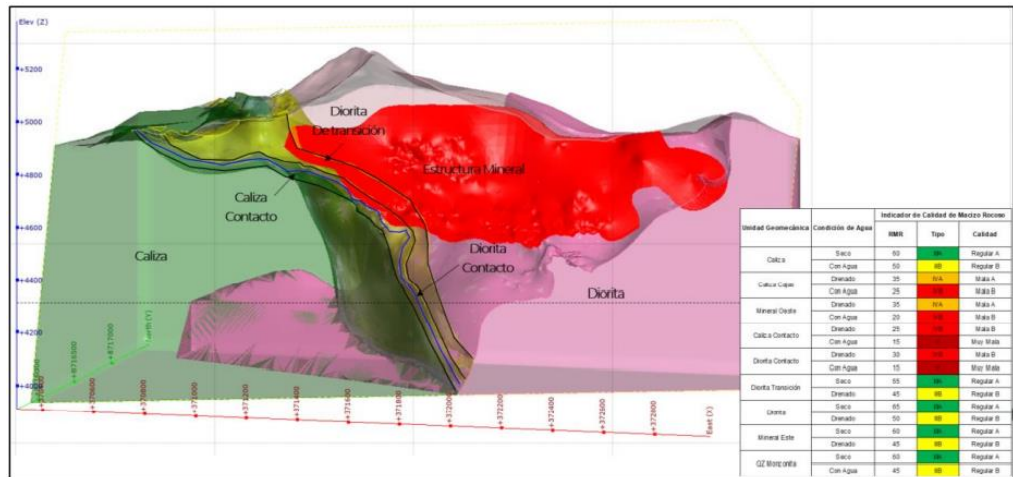 Elev (Z)
+5200
+5000
+4800
+4600
+4400
+4200
+4000
Diorita
De transición
Estructura Mineral
Caliza
Contacto
Caliza
Diorita
Contacto
Diorita
North (Y)
+8717000
+8716500
+370600
+370800
+371000
+371200
+371400
+371600
+371800
+372000
+372200
+372400
+372600
+372800
East (X)
Unidad Geomecánica Condición de Agua Indicador de Calidad de Macizo Rocoso
RMR Tipo Calidad
Caliza Seco 60 IIIA Regular A
Con Agua 50 IIIB Regular B
Drenado 35 IVA Mala A
Con Agua 25 IVB Mala B
Mineral Oeste Drenado 35 IVA Mala A
Con Agua 20 IVB Mala B
Caliza Contacto Drenado 25 IVB Mala B
Con Agua 15 Muy Mala
Diorita Contacto Drenado 30 IVB Mala B
Con Agua 15 Muy Mala
Diorita Transición Seco 55 IIIA Regular A
Drenado 45 IIIB Regular B
Diorita Seco 65 IIIA Regular A
Drenado 50 IIIB Regular B
Mineral Este Seco 60 IIIA Regular A
Drenado 45 IIIB Regular B
QZ Monzonita Seco 60 IIIA Regular A
Con Agua 45 IIIB Regular B